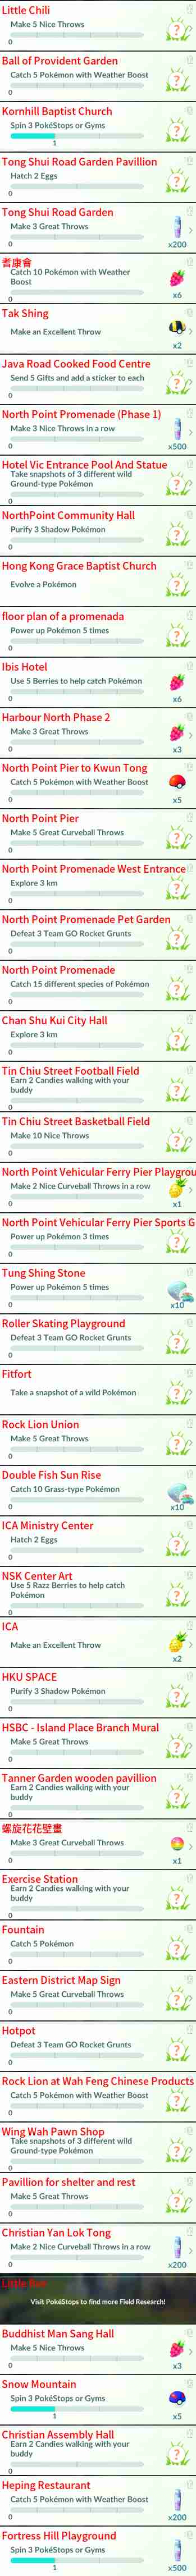 Little Chili
Make 5 Nice Throws
0
Ball of Provident Garden
Catch 5 Pokémon with Weather Boost
0
Kornhill Baptist Church
Spin 3 PokéStops or Gyms
1
Tong Shui Road Garden Pavillion
Hatch 2 Eggs
0
Tong Shui Road Garden
Make 3 Great Throws
0
x200
耆康會
Catch 10 Pokémon with Weather
Boost
0
x6
Tak Shing
Make an Excellent Throw
x2
Java Road Cooked Food Centre
Send 5 Gifts and add a sticker to each
0
North Point Promenade (Phase 1)
Make 3 Nice Throws in a row
0
x500
Hotel Vic Entrance Pool And Statue
Take snapshots of 3 different wild
Ground-type Pokémon
0
NorthPoint Community Hall
Purify 3 Shadow Pokémon
0
Hong Kong Grace Baptist Church
Evolve a Pokémon
floor plan of a promenada
Power up Pokémon 5 times
0
Ibis Hotel
Use 5 Berries to help catch Pokémon
0
x6
Harbour North Phase 2
Make 3 Great Throws
0
x3
North Point Pier to Kwun Tong
Catch 5 Pokémon with Weather Boost
0
x5
North Point Pier
Make 5 Great Curveball Throws
0
North Point Promenade West Entrance
Explore 3 km
0
North Point Promenade Pet Garden
Defeat 3 Team GO Rocket Grunts
0
North Point Promenade
Catch 15 different species of Pokémon
0
Chan Shu Kui City Hall
Explore 3 km
0
Tin Chiu Street Football Field
Earn 2 Candies walking with your
buddy
0
Tin Chiu Street Basketball Field
Make 10 Nice Throws
0
North Point Vehicular Ferry Pier Playgrou
Make 2 Nice Curveball Throws in a row
0
x1
North Point Vehicular Ferry Pier Sports G
Power up Pokémon 3 times
0
Tung Shing Stone
Power up Pokémon 5 times
0
x10
Roller Skating Playground
Defeat 3 Team GO Rocket Grunts
0
Fitfort
Take a snapshot of a wild Pokémon
Rock Lion Union
Make 5 Great Throws
0
Double Fish Sun Rise
Catch 10 Grass-type Pokémon
0
x10
ICA Ministry Center
Hatch 2 Eggs
0
NSK Center Art
Use 5 Razz Berries to help catch
Pokémon
0
ICA
Make an Excellent Throw
x2
HKU SPACE
Purify 3 Shadow Pokémon
0
HSBC - Island Place Branch Mural
Make 5 Great Throws
0
Tanner Garden wooden pavillion
Earn 2 Candies walking with your
buddy
0
螺旋花花壁畫
Make 3 Great Curveball Throws
0
x1
Exercise Station
Earn 2 Candies walking with your
buddy
0
Fountain
Catch 5 Pokémon
0
Eastern District Map Sign
Make 5 Great Curveball Throws
0
Hotpot
Defeat 3 Team GO Rocket Grunts
0
Rock Lion at Wah Feng Chinese Products
Catch 5 Pokémon with Weather Boost
0
Wing Wah Pawn Shop
Take snapshots of 3 different wild
Ground-type Pokémon
0
Pavillion for shelter and rest
Make 5 Great Throws
0
Christian Yan Lok Tong
Make 2 Nice Curveball Throws in a row
0
x200
Visit PokéStops to find more Field Research!
Buddhist Man Sang Hall
Make 5 Nice Throws
0
x3
Snow Mountain
Spin 3 PokéStops or Gyms
1
x5
Christian Assembly Hall
Earn 2 Candies walking with your
buddy
0
Heping Restaurant
Catch 5 Pokémon with Weather Boost
0
x200
Fortress Hill Playground
Spin 3 PokéStops or Gyms
1
x500